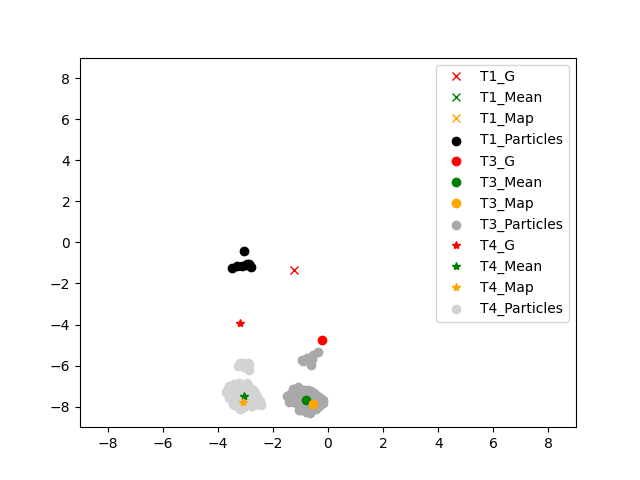 8
6
4
2
0
−2
−4
−6
−8
−8
−6
−4
−2
0
2
4
6
8
T1_G
T1_Mean
T1_Map
T1_Particles
T3_G
T3_Mean
T3_Map
T3_Particles
T4_G
T4_Mean
T4_Map
T4_Particles